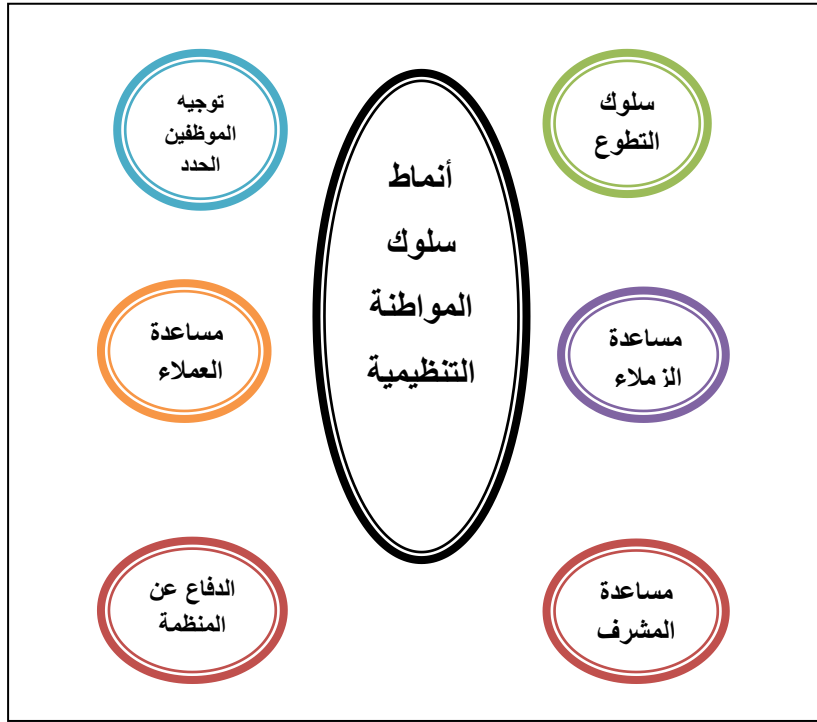 سلوك
التطوع
توجيه
الموظفين
الحدد
أنماط
سلوك
المواطنة
التنظيمية
مساعدة
الزملاء
مساعدة
العملاء
مساعدة
المشرف
الدفاع عن
المنظمة